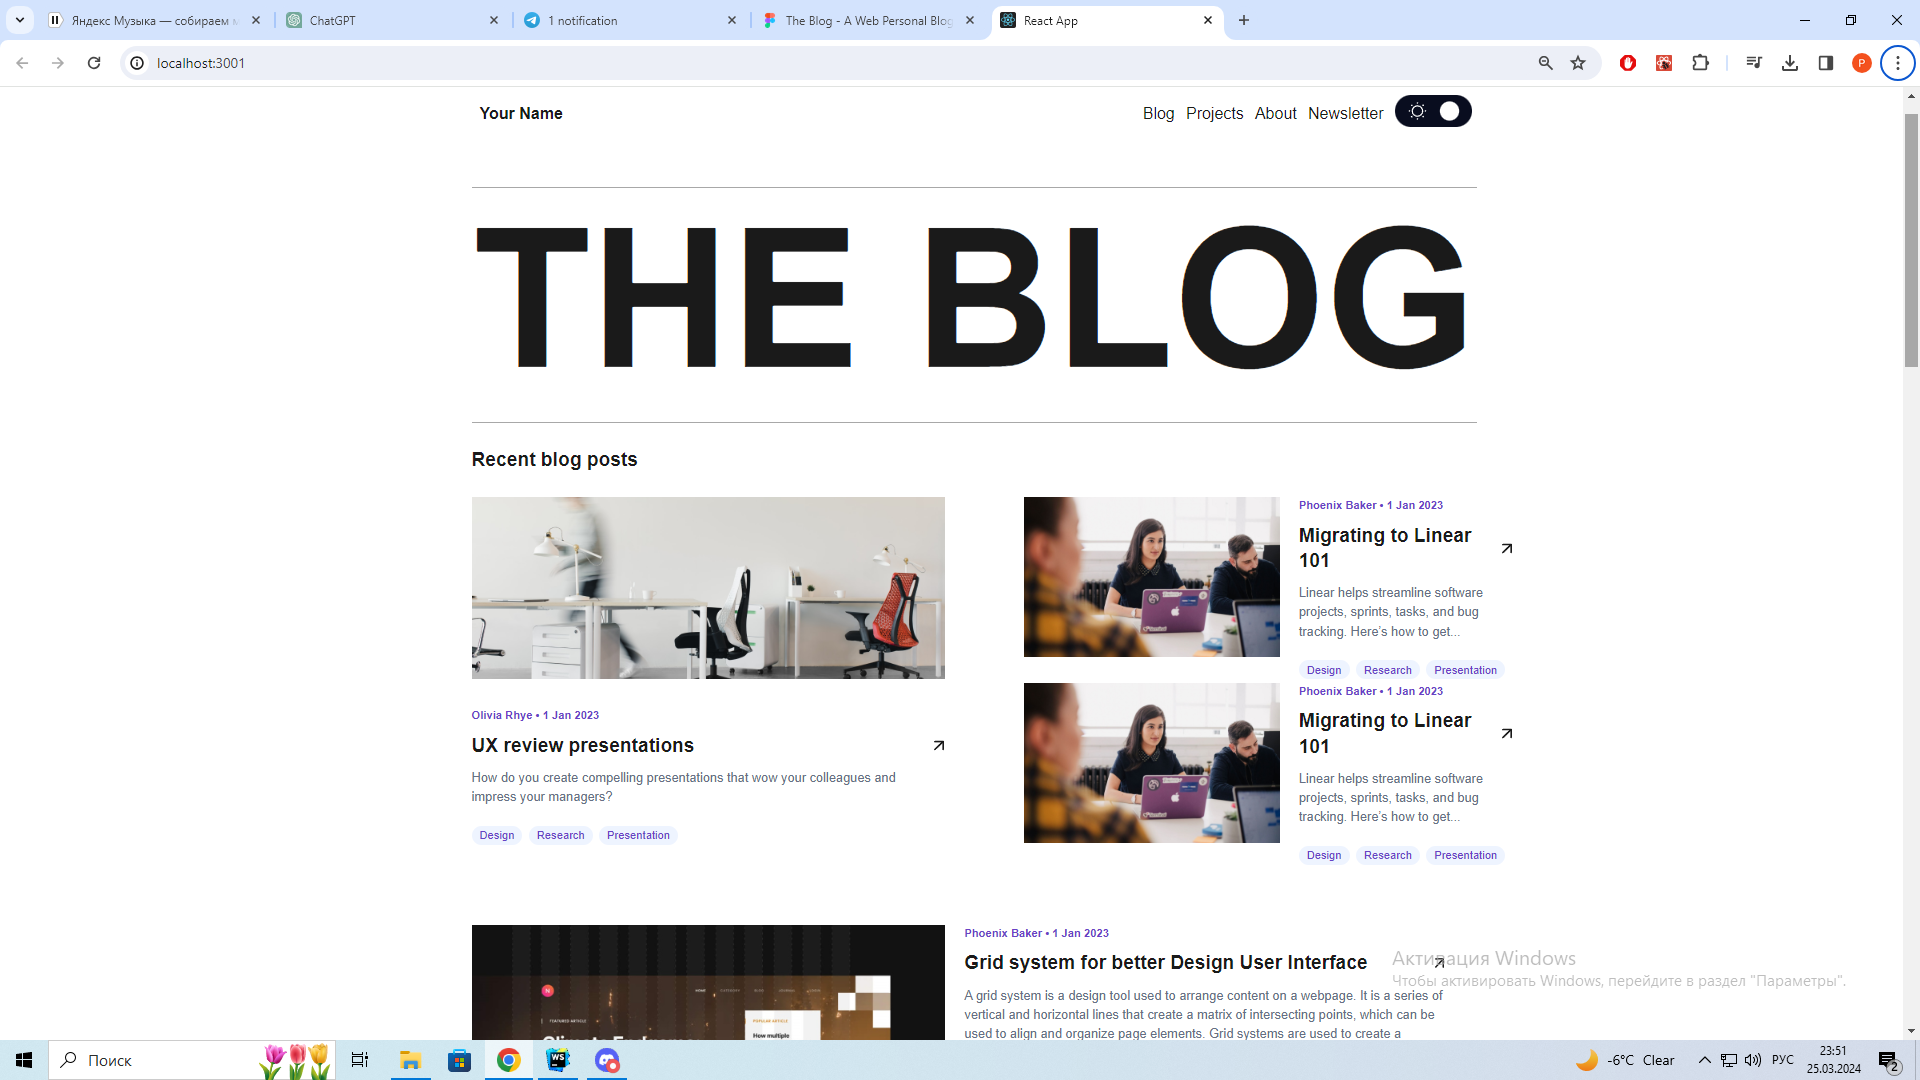 Яндекс Музыка — собираем м
ChatGPT
1 notification
The Blog - A Web Personal Blog
React App
localhost:3001
P
Your Name
Blog
Projects
About
Newsletter
THE BLOG
Recent blog posts
Olivia Rhye • 1 Jan 2023
UX review presentations
How do you create compelling presentations that wow your colleagues and
impress your managers?
Design
Research
Presentation
Phoenix Baker • 1 Jan 2023
Migrating to Linear
101
Linear helps streamline software
projects, sprints, tasks, and bug
tracking. Here's how to get...
Design
Research
Presentation
Phoenix Baker • 1 Jan 2023
Migrating to Linear
101
Linear helps streamline software
projects, sprints, tasks, and bug
tracking. Here's how to get...
Design
Research
Presentation
FEATURED ARTICLE
POPULAR ARTICLE
How multiple
Phoenix Baker • 1 Jan 2023
Grid system for better Design User Interface
A grid system is a design tool used to arrange content on a webpage. It is a series of
vertical and horizontal lines that create a matrix of intersecting points, which can be
used to align and organize page elements. Grid systems are used to create a
Активация Windows
Чтобы активировать Windows, перейдите в раздел "Параметры".
Поиск
WS
-6°C Clear
РУС
23:51
25.03.2024
2